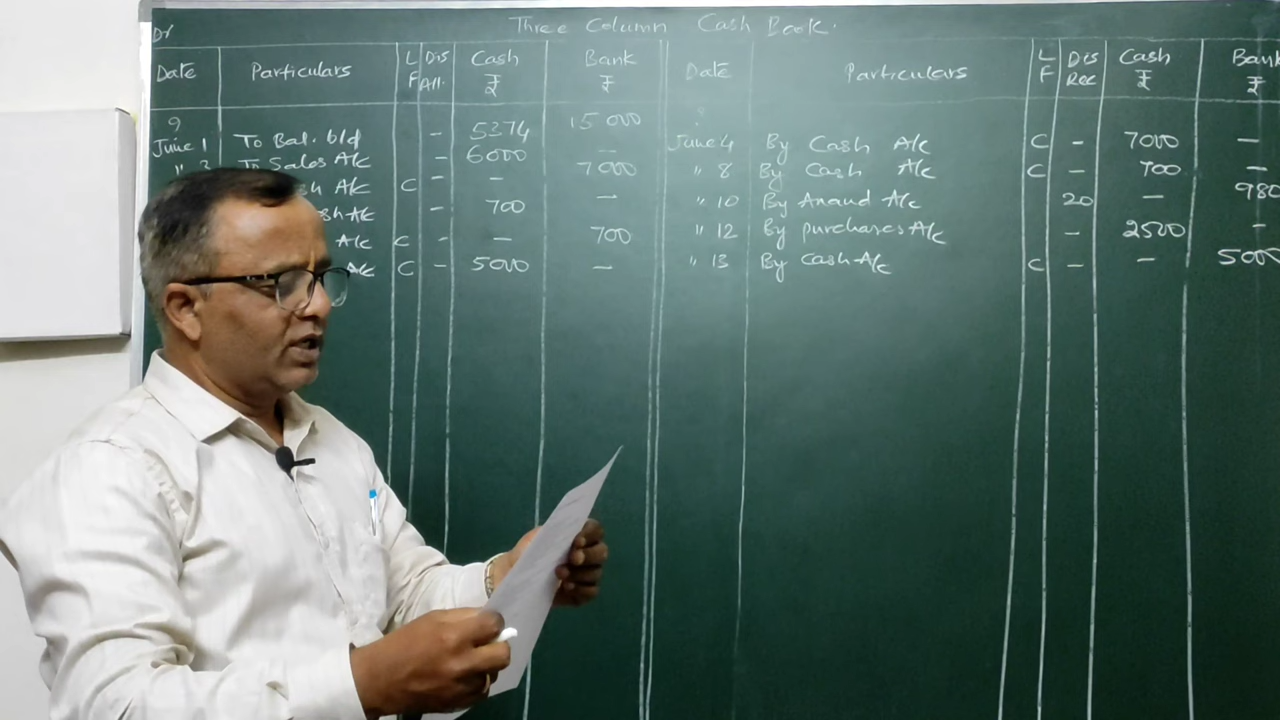 Three Column Cash Book.
Dr
Date Particulars L F Dis All. Cash ₹ Bank ₹ Date Particulars L F Dis Rec Cash ₹ Bank ₹
June 1 To Bal. b/d - 5274 15000 June 4 By Cash A/c C - 7000 —
" To Sales A/c - 6000 — " 8 By Cash A/c C - 700 —
A/c C - — 7000 " 10 By Anand A/c 20 — 980
A/c - 700 — " 12 By purchases A/c - 2500 -
A/c C - — 700 " 13 By Cash A/c C - - 5000
A/c C - 5000 —